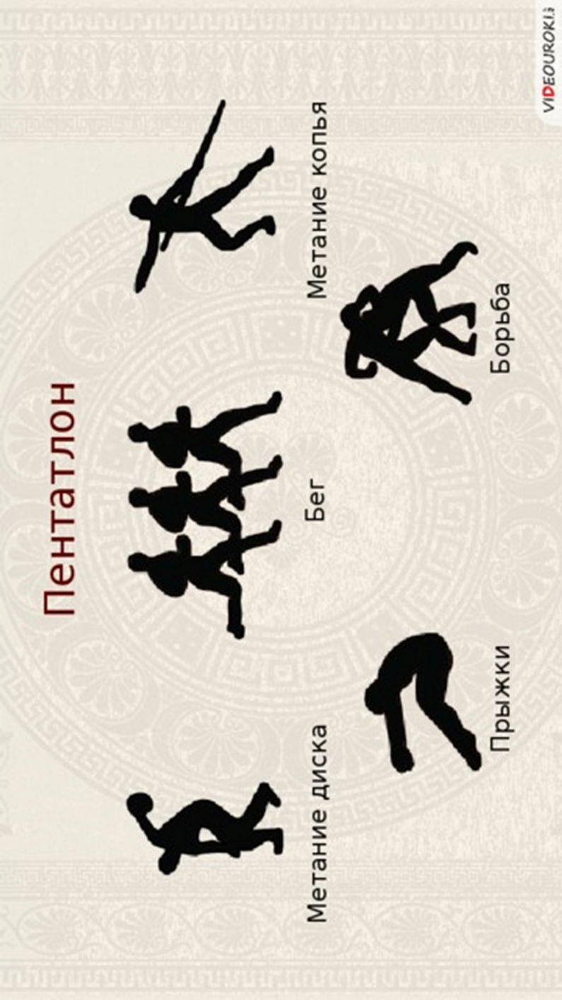 Пентатлон
Метание диска
Бег
Метание копья
Прыжки
Борьба
VIDEOUROKI